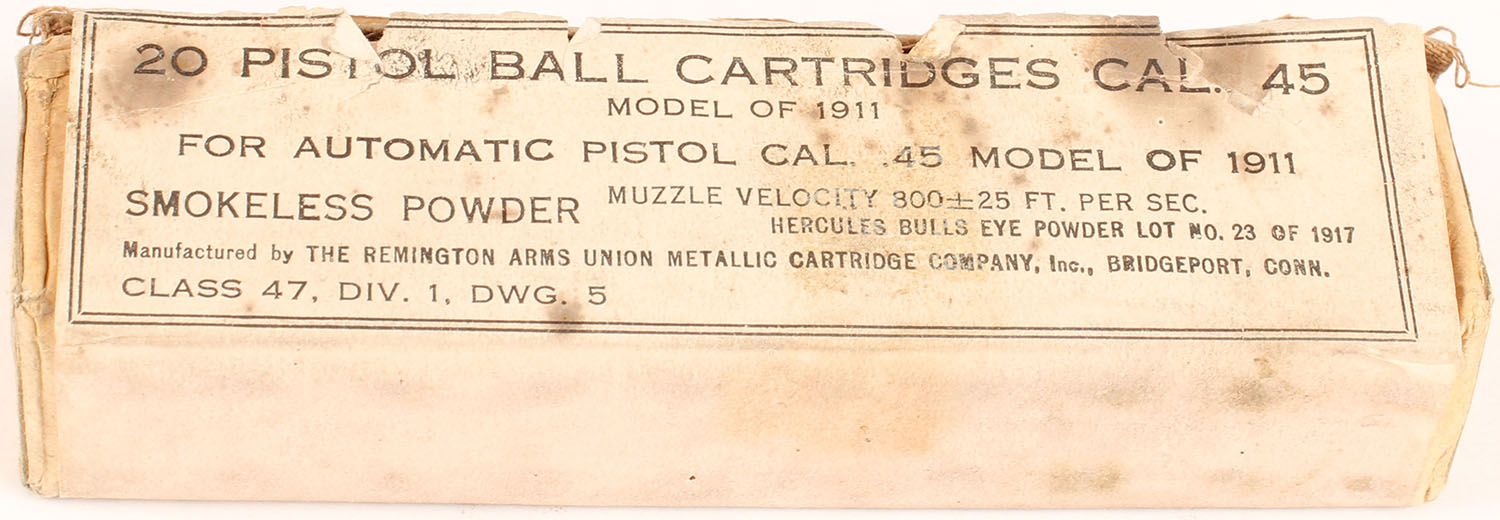 20 PISTOL BALL CARTRIDGES CAL. .45
MODEL OF 1911
FOR AUTOMATIC PISTOL CAL. .45 MODEL OF 1911
SMOKELESS POWDER MUZZLE VELOCITY 800±25 FT. PER SEC.
HERCULES BULLS EYE POWDER LOT NO. 23 OF 1917
Manufactured by THE REMINGTON ARMS UNION METALLIC CARTRIDGE COMPANY, Inc., BRIDGEPORT, CONN.
CLASS 47, DIV. 1, DWG. 5